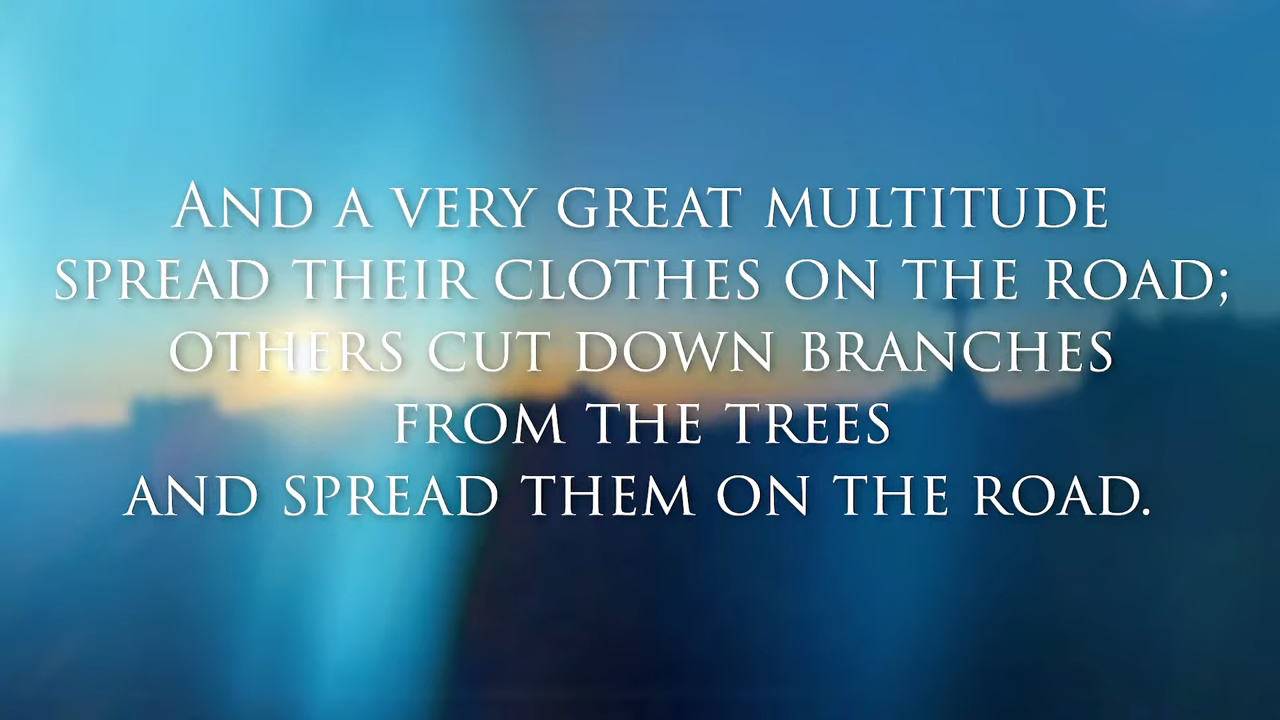 And a very great multitude
spread their clothes on the road;
others cut down branches
from the trees
and spread them on the road.